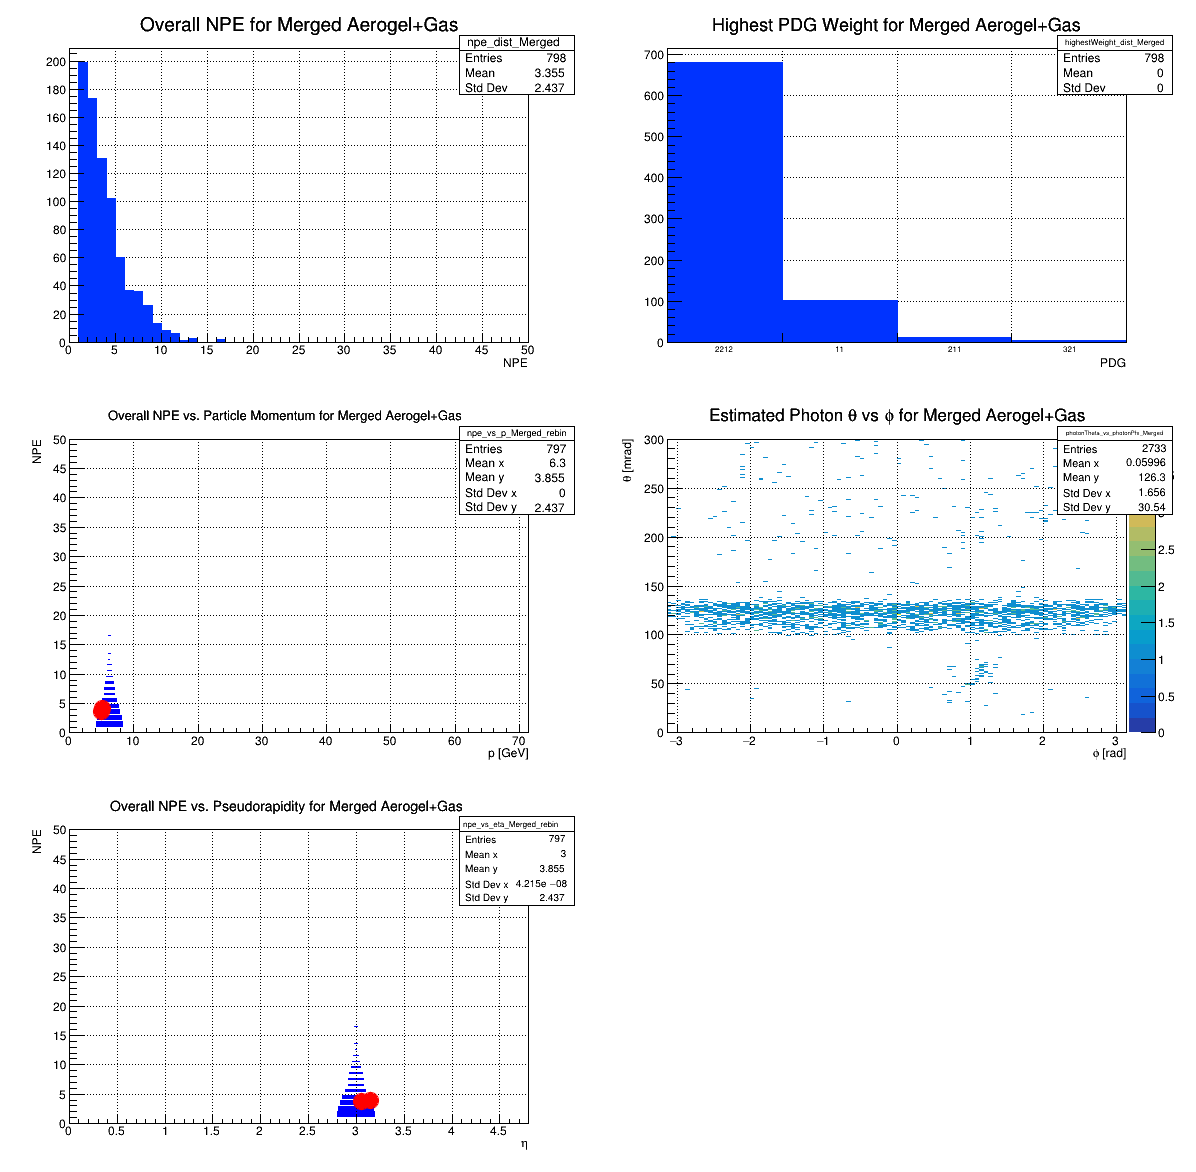 Overall NPE for Merged Aerogel+Gas
npe_dist_Merged
Entries 798
Mean 3.355
Std Dev 2.437
200
180
160
140
120
100
80
60
40
20
0
0 5 10 15 20 25 30 35 40 45 50
NPE
Highest PDG Weight for Merged Aerogel+Gas
highestWeight_dist_Merged
Entries 798
Mean 0
Std Dev 0
700
600
500
400
300
200
100
0
2212 11 211 321
PDG
Overall NPE vs. Particle Momentum for Merged Aerogel+Gas
npe_vs_p_Merged_rebin
Entries 797
Mean x 6.3
Mean y 3.855
Std Dev x 0
Std Dev y 2.437
NPE
50
45
40
35
30
25
20
15
10
5
0
0 10 20 30 40 50 60 70
p [GeV]
Estimated Photon θ vs ϕ for Merged Aerogel+Gas
photonTheta_vs_photonPhi_Merged
Entries 2733
Mean x 0.05996
Mean y 126.3
Std Dev x 1.656
Std Dev y 30.54
θ [mrad]
300
250
200
150
100
50
0
−3 −2 −1 0 1 2 3
ϕ [rad]
2.5
2
1.5
1
0.5
0
Overall NPE vs. Pseudorapidity for Merged Aerogel+Gas
npe_vs_eta_Merged_rebin
Entries 797
Mean x 3
Mean y 3.855
Std Dev x 4.215e −08
Std Dev y 2.437
NPE
50
45
40
35
30
25
20
15
10
5
0
0 0.5 1 1.5 2 2.5 3 3.5 4 4.5
η